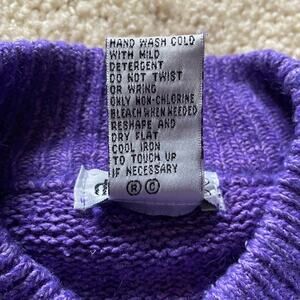 HAND WASH COLD
WITH MILD
DETERGENT
DO NOT TWIST
OR WRING
ONLY NON-CHLORINE
BLEACH WHEN NEEDED
RESHAPE AND
DRY FLAT
COOL IRON
TO TOUCH UP
IF NECESSARY